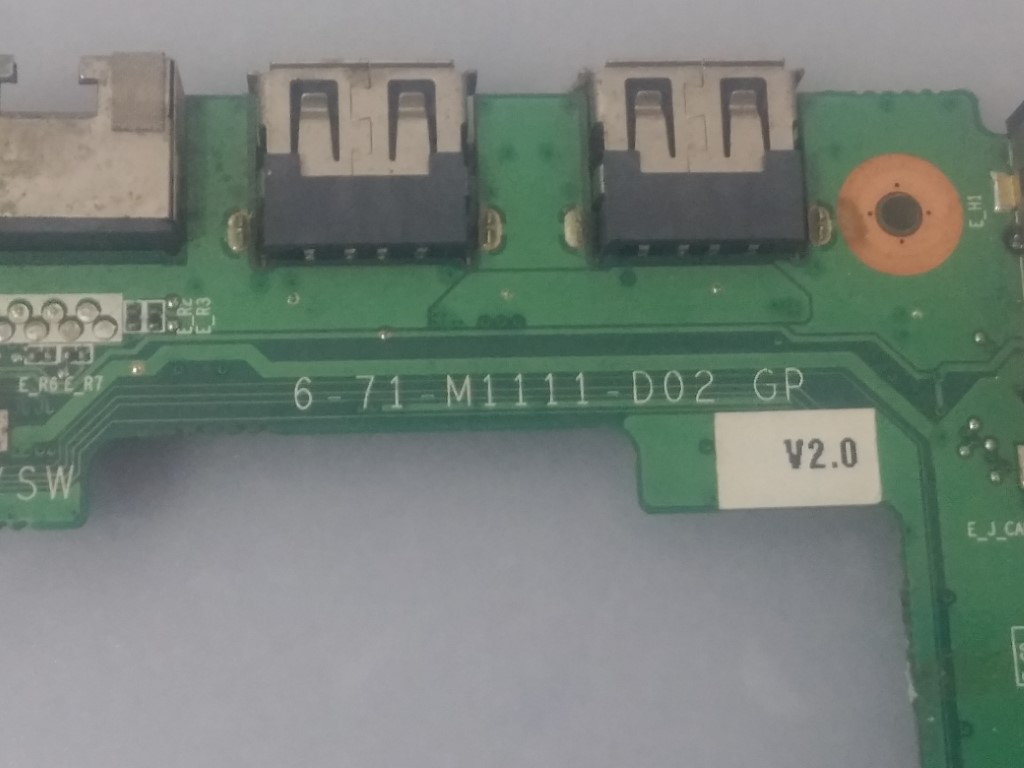 E_H1
E_R3
E_R6 E_R7
6-71-M1111-D02 GP
V2.0
SW
E_J_CA